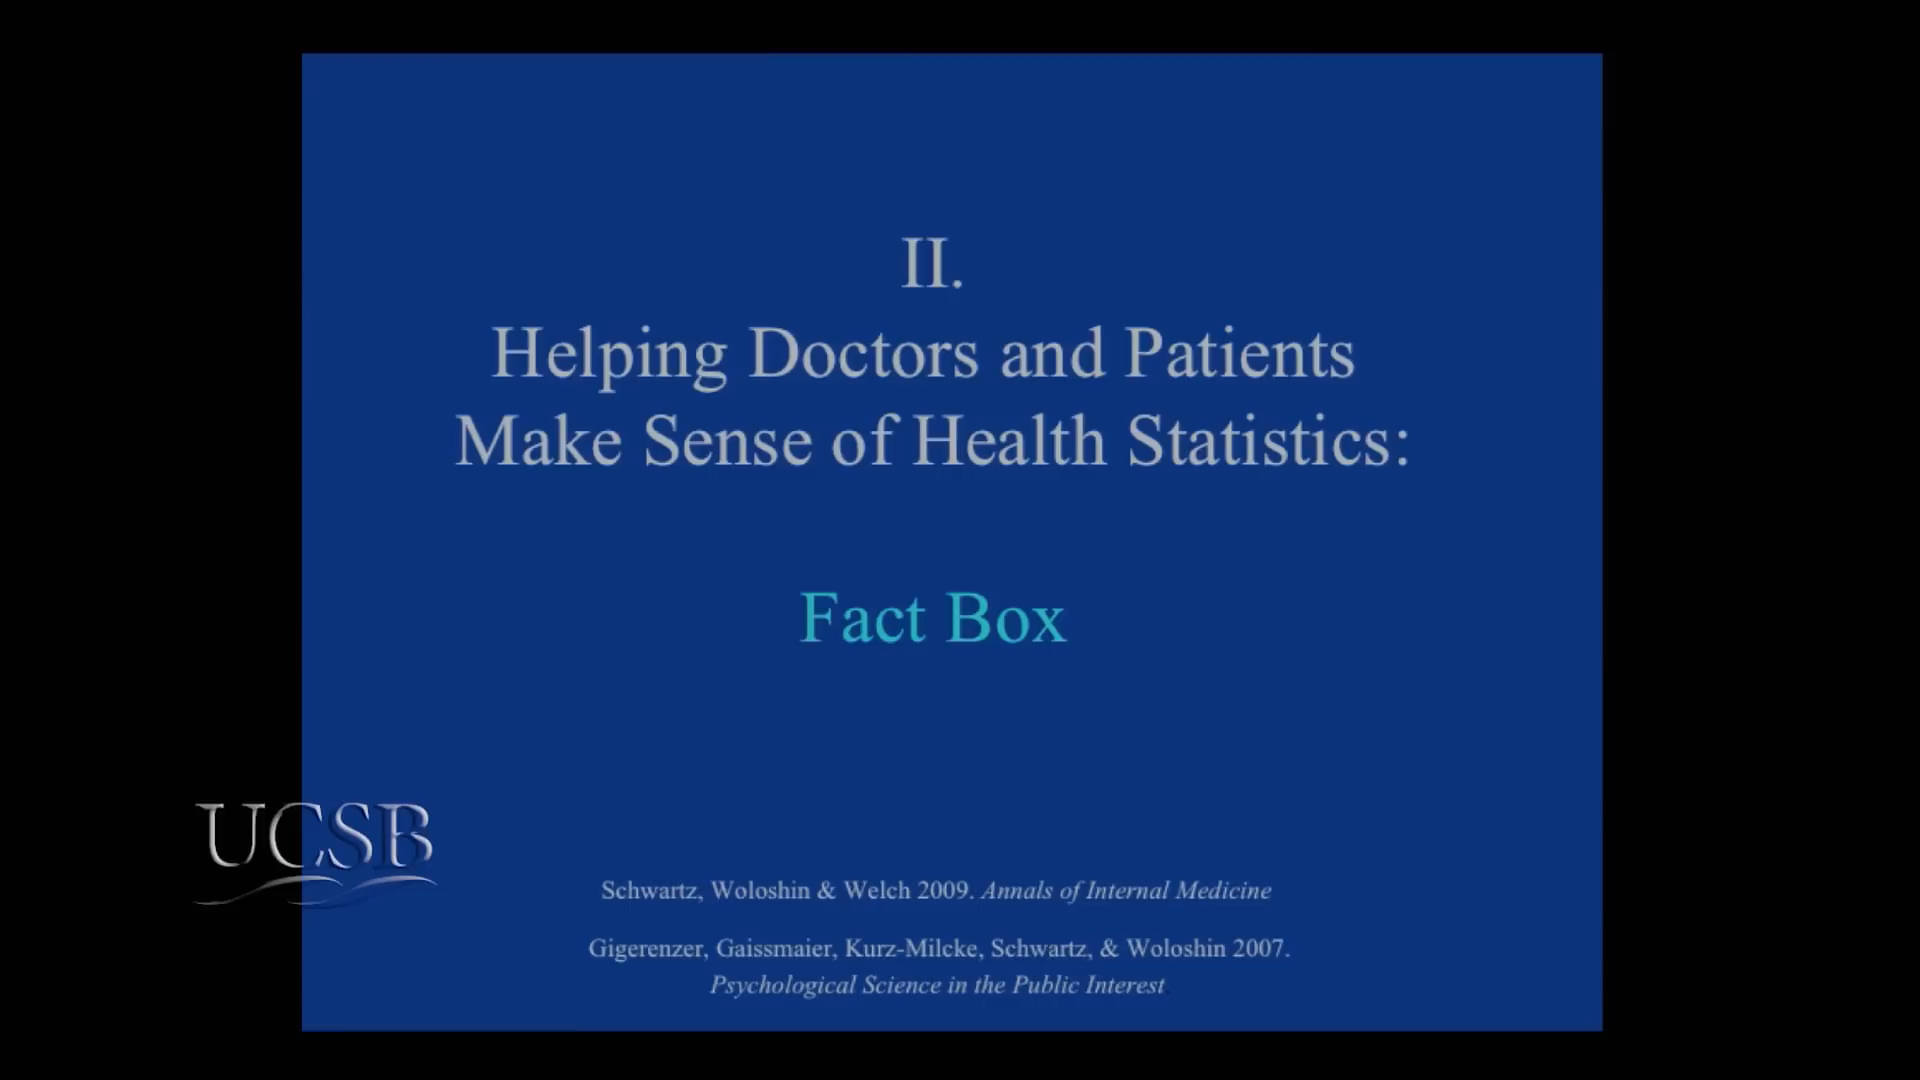 II.
Helping Doctors and Patients
Make Sense of Health Statistics:
Fact Box
UCSB
Schwartz, Woloshin & Welch 2009. Annals of Internal Medicine
Gigerenzer, Gaissmaier, Kurz-Milcke, Schwartz, & Woloshin 2007.
Psychological Science in the Public Interest